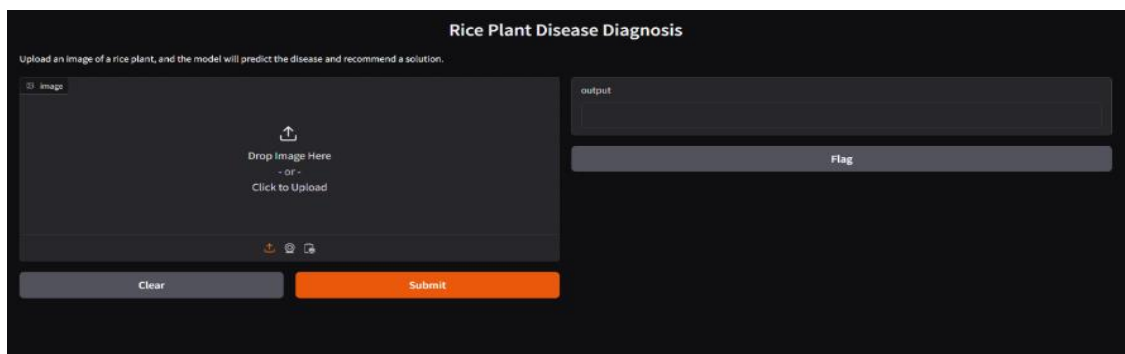 Rice Plant Disease Diagnosis
Upload an image of a rice plant, and the model will predict the disease and recommend a solution.
image
Drop Image Here
- or -
Click to Upload
Clear
Submit
output
Flag